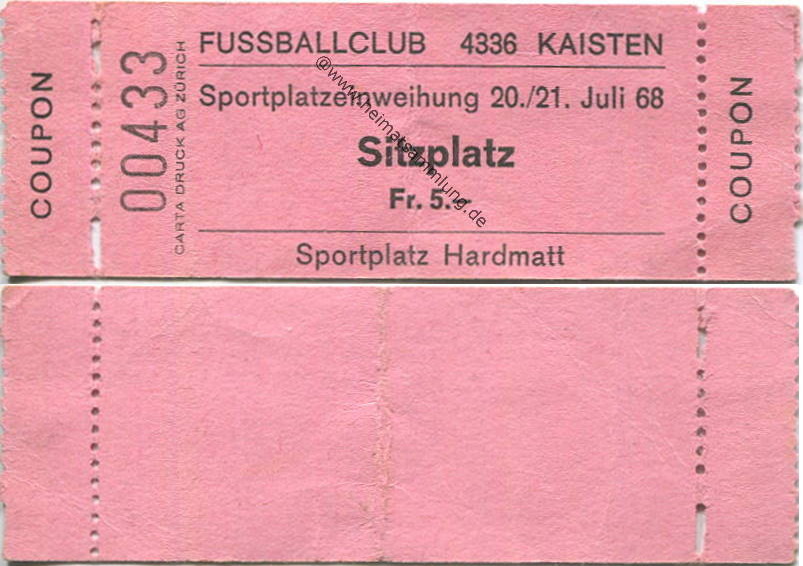 COUPON
00433
CARTA DRUCK AG ZÜRICH
FUSSBALLCLUB 4336 KAISTEN
Sportplatzeinweihung 20./21. Juli 68
Sitzplatz
Fr. 5.–
Sportplatz Hardmatt
COUPON
@www.heimatsammlung.de